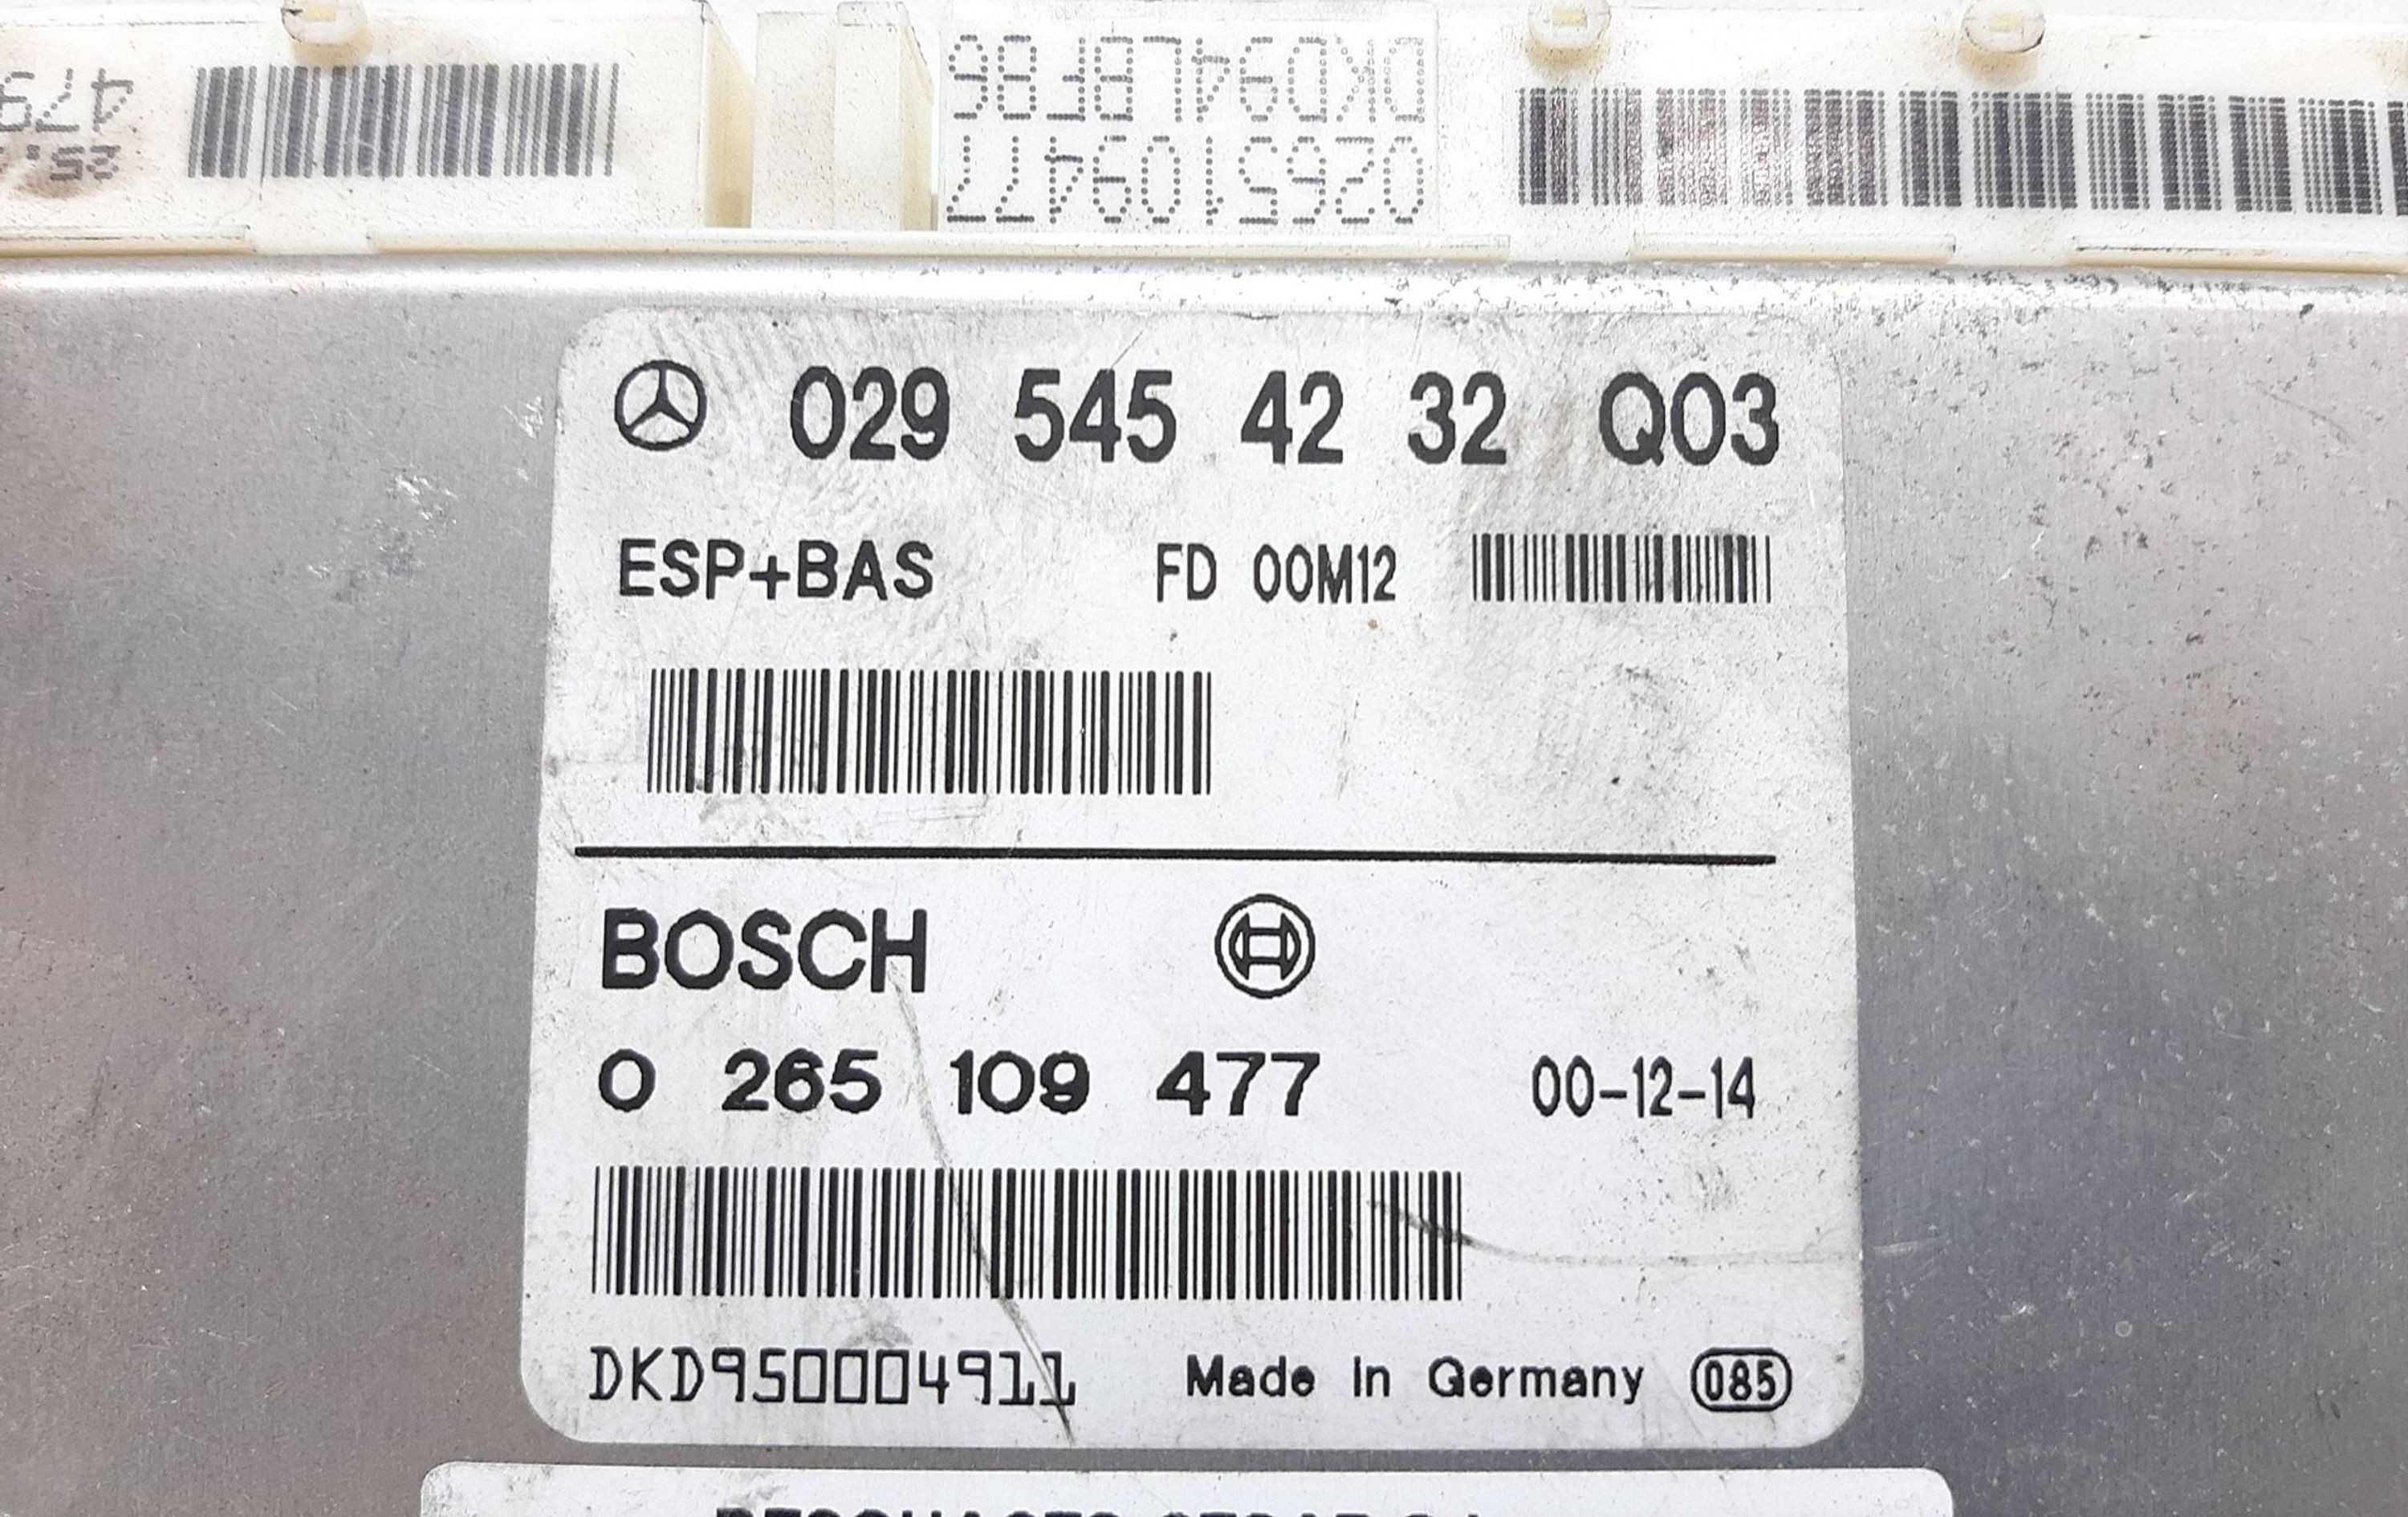 0265109477
029 545 42 32 Q03
ESP+BAS FD 00M12
BOSCH
0 265 109 477 00-12-14
DKD950004911 Made in Germany 085